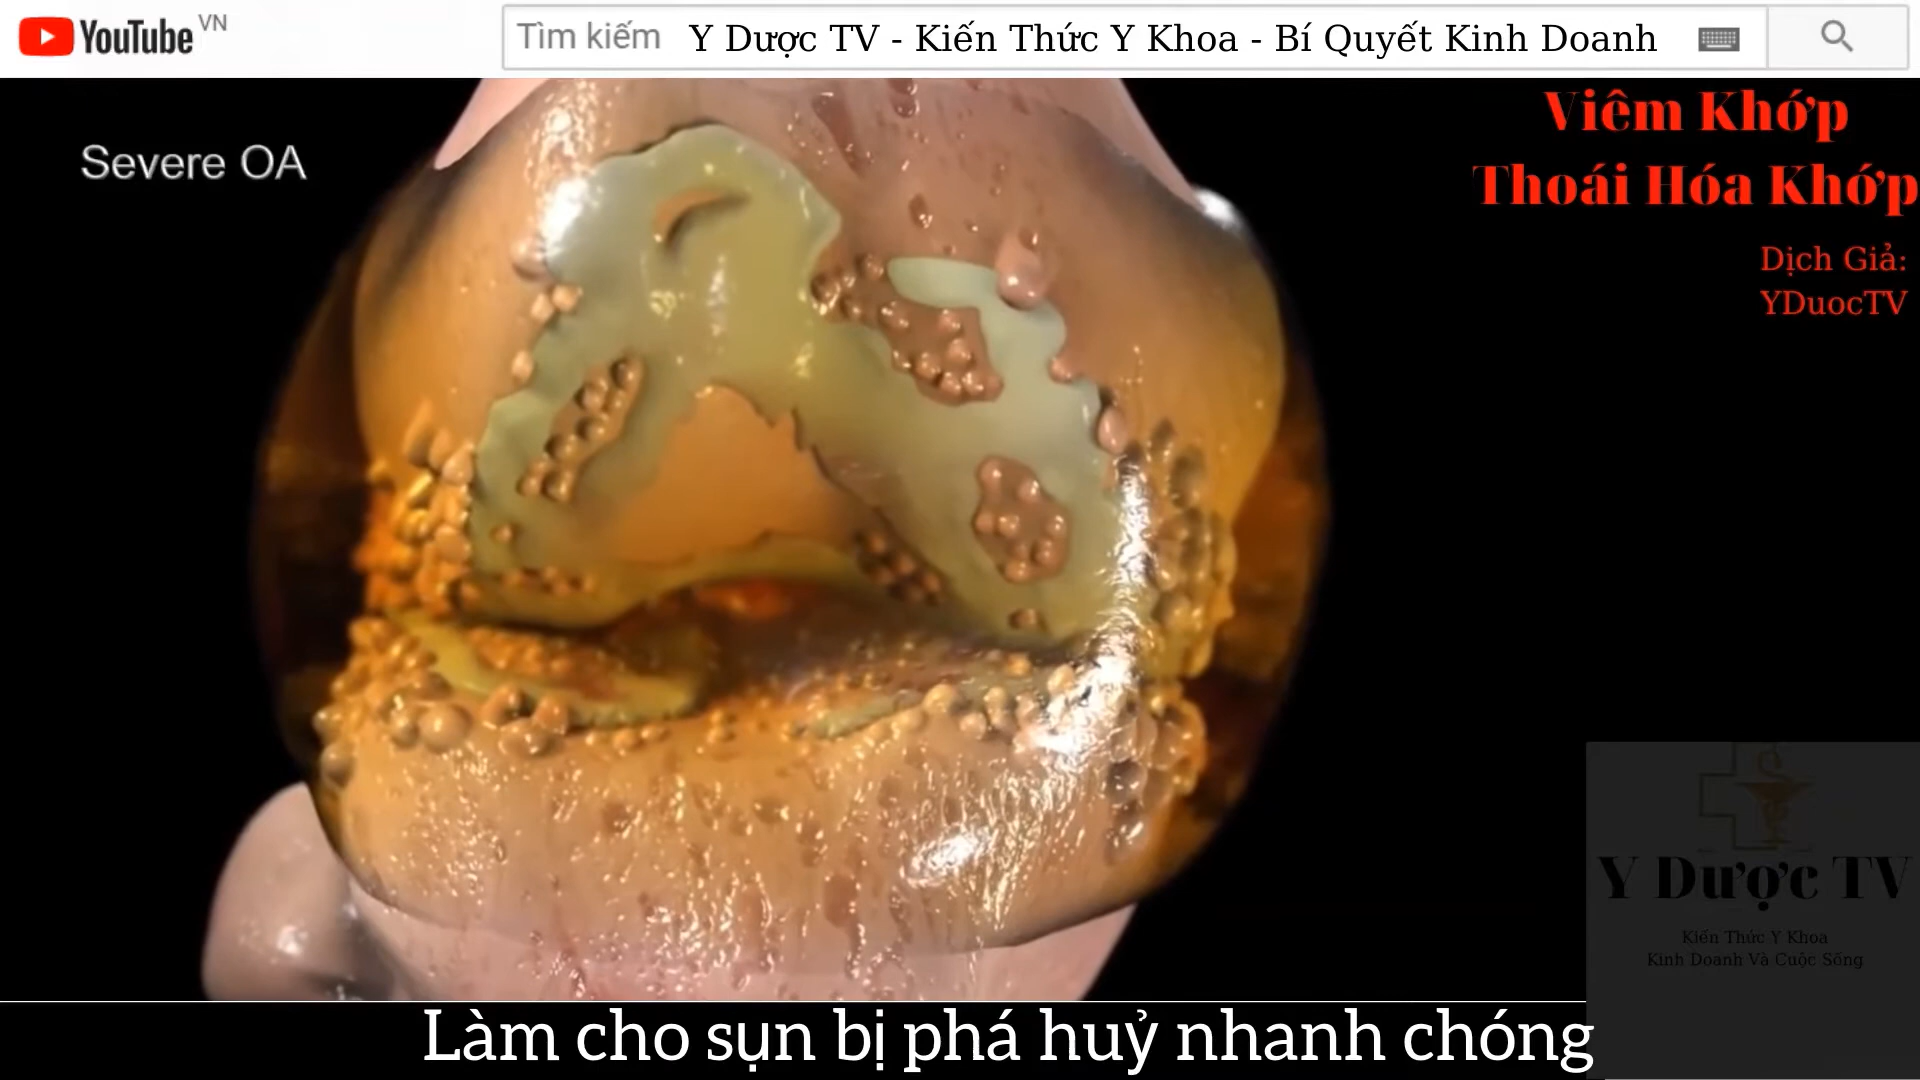 YouTube VN
Tìm kiếm Y Dược TV - Kiến Thức Y Khoa - Bí Quyết Kinh Doanh
Severe OA
Viêm Khớp
Thoái Hóa Khớp
Dịch Giả:
YDuocTV
Y Dược TV
Kiến Thức Y Khoa
Kinh Doanh Và Cuộc Sống
Làm cho sụn bị phá huỷ nhanh chóng